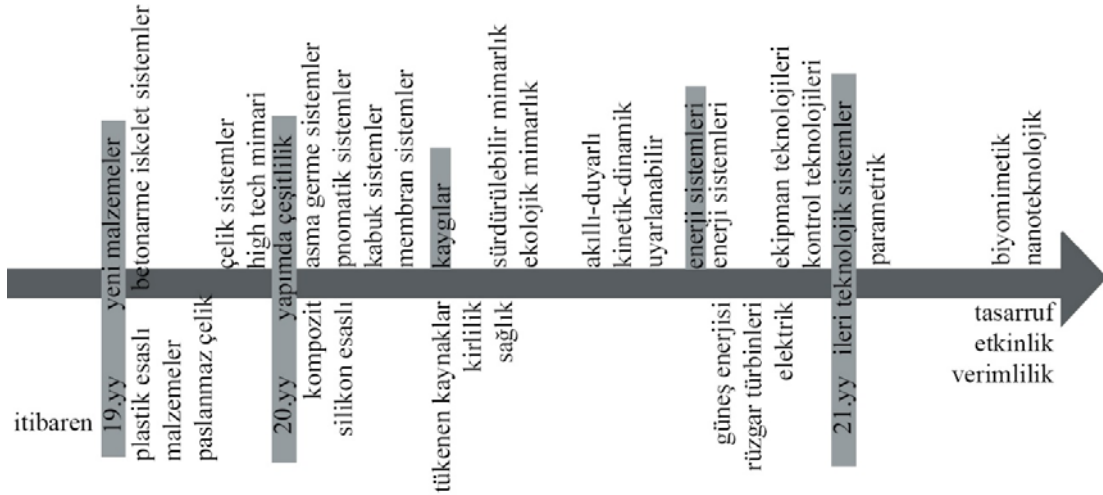 itibaren
19.yy yeni malzemeler
betonarme iskelet sistemler
plastik esaslı
malzemeler
paslanmaz çelik
çelik sistemler
high tech mimari
20.yy yapımda çeşitlilik
asma germe sistemler
pnomatik sistemler
kabuk sistemler
membran sistemler
kompozit
silikon esaslı
kaygılar
tükenen kaynaklar
kirlilik
sağlık
sürdürülebilir mimarlık
ekolojik mimarlık
akıllı-duyarlı
kinetik-dinamik
uyarlanabilir
enerji sistemleri
enerji sistemleri
güneş enerjisi
rüzgar türbinleri
elektrik
ekipman teknolojileri
kontrol teknolojileri
21.yy ileri teknolojik sistemler
parametrik
biyomimetik
nanoteknolojik
tasarruf
etkinlik
verimlilik